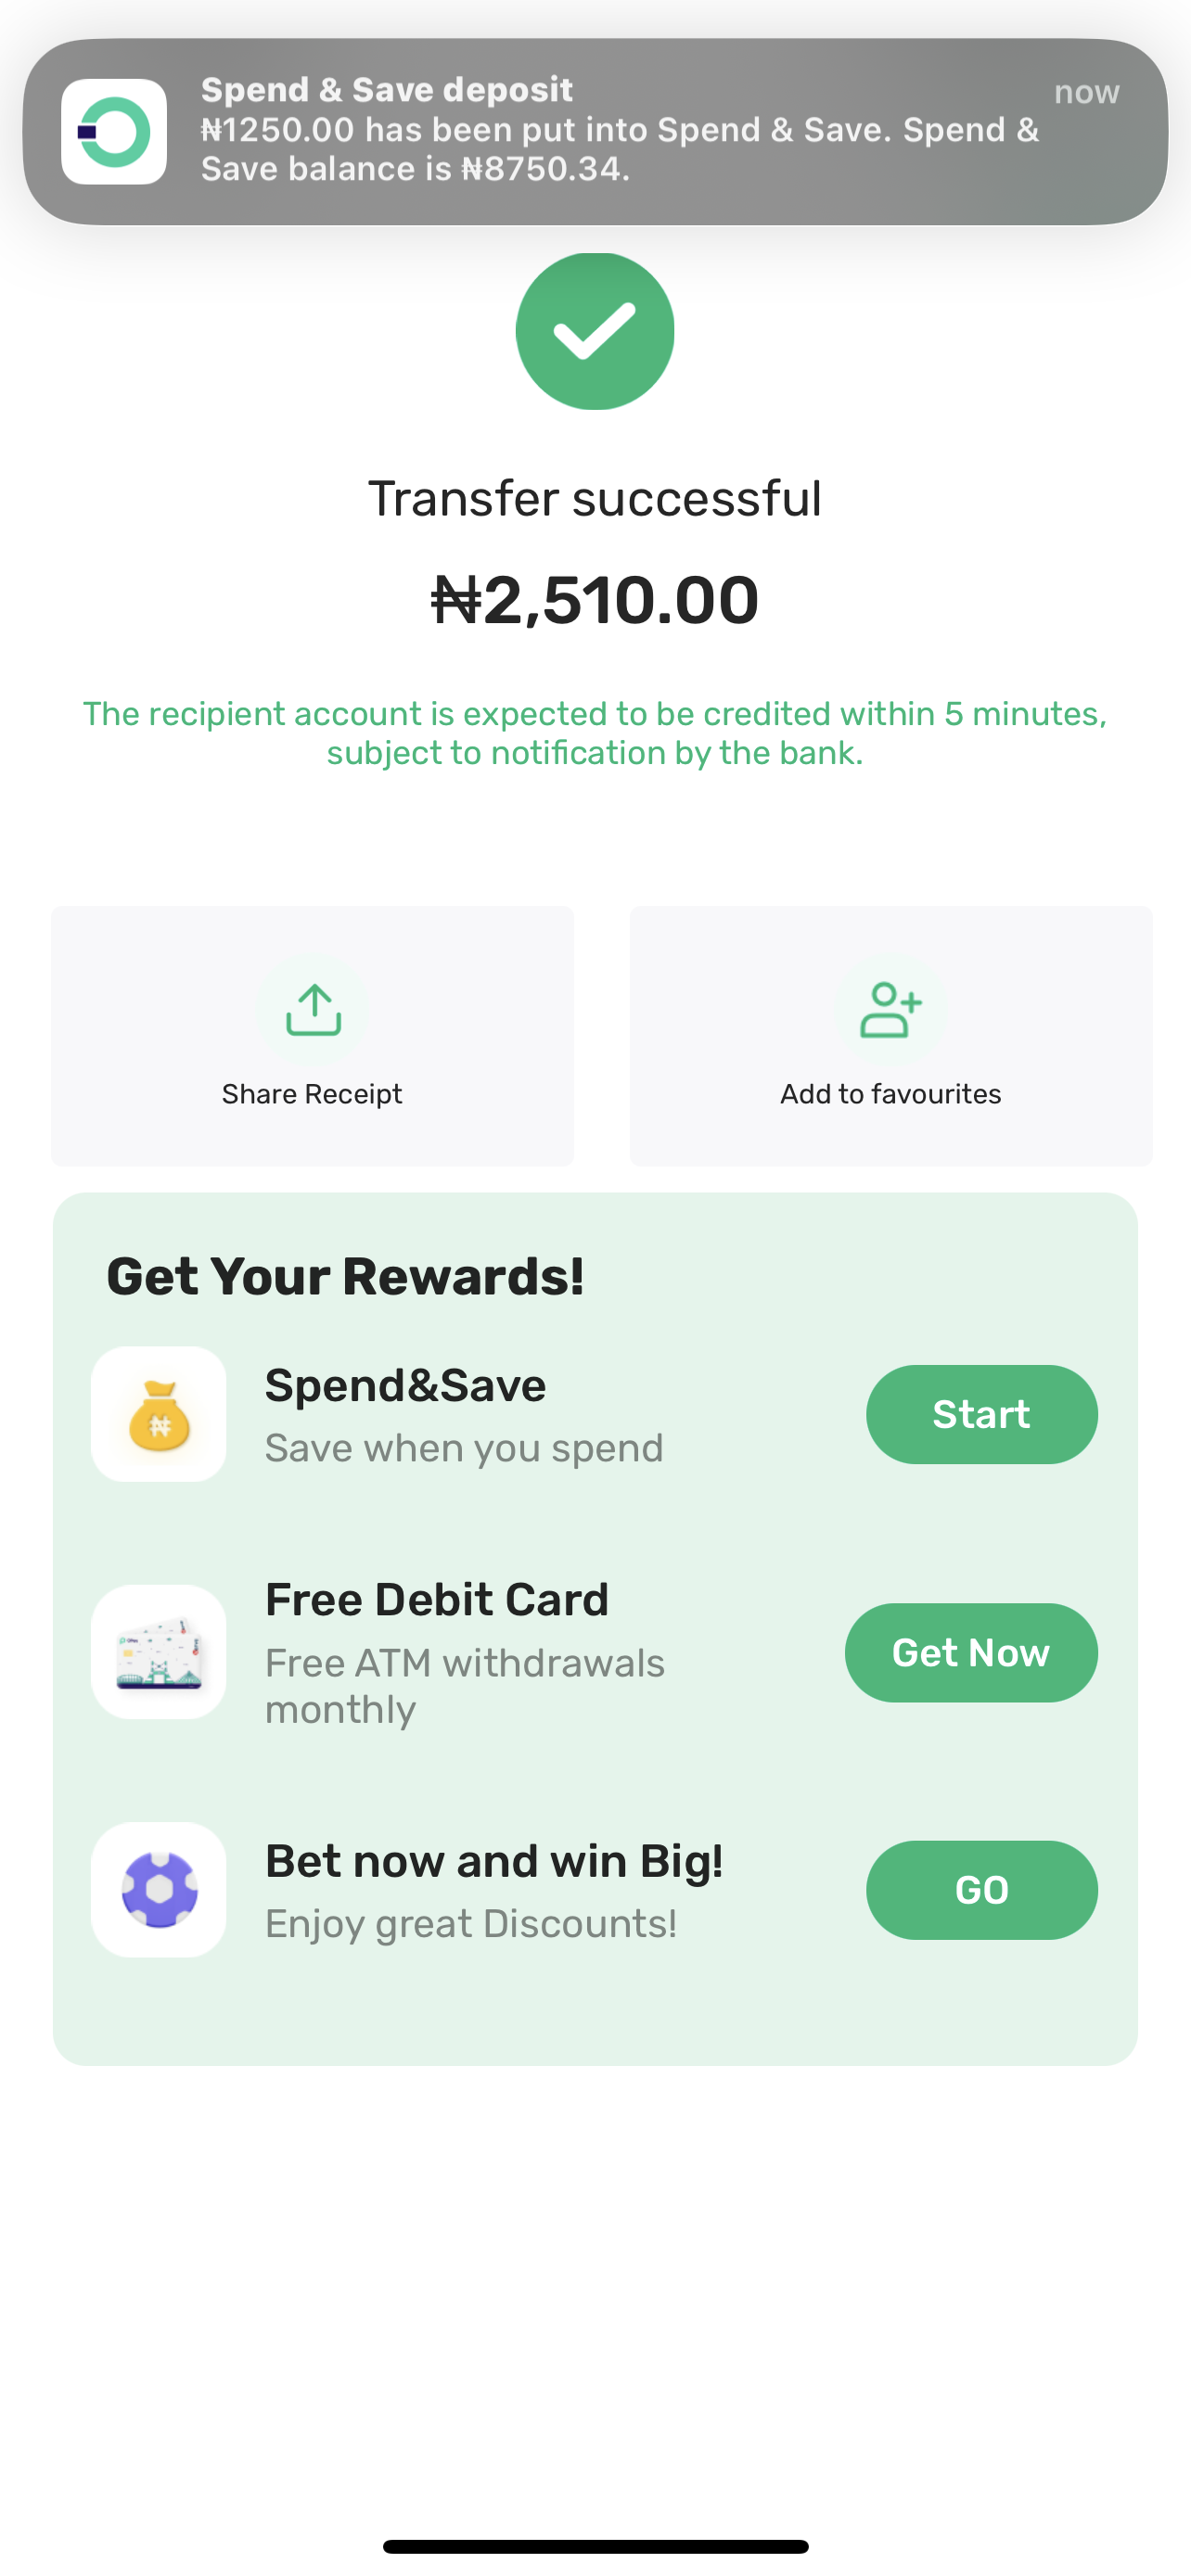 Spend & Save deposit
now
₦1250.00 has been put into Spend & Save. Spend &
Save balance is ₦8750.34.
Transfer successful
₦2,510.00
The recipient account is expected to be credited within 5 minutes,
subject to notification by the bank.
Share Receipt
Add to favourites
Get Your Rewards!
Spend&Save
Save when you spend
Start
Free Debit Card
Free ATM withdrawals
monthly
Get Now
Bet now and win Big!
Enjoy great Discounts!
GO